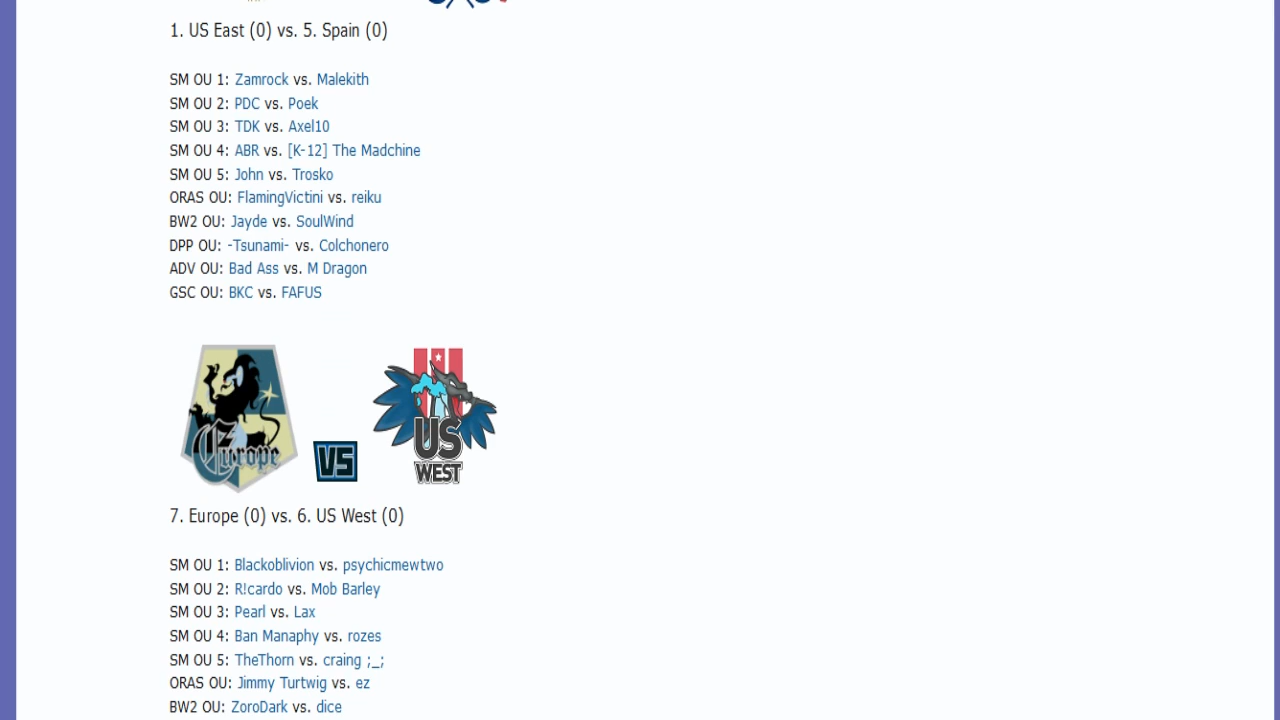 1. US East (0) vs. 5. Spain (0)
SM OU 1: Zamrock vs. Malekith
SM OU 2: PDC vs. Poek
SM OU 3: TDK vs. Axel10
SM OU 4: ABR vs. [K-12] The Madchine
SM OU 5: John vs. Trosko
ORAS OU: FlamingVictini vs. reiku
BW2 OU: Jayde vs. SoulWind
DPP OU: -Tsunami- vs. Colchonero
ADV OU: Bad Ass vs. M Dragon
GSC OU: BKC vs. FAFUS
Europe
VS
US
WEST
7. Europe (0) vs. 6. US West (0)
SM OU 1: Blackoblivion vs. psychicmewtwo
SM OU 2: R!cardo vs. Mob Barley
SM OU 3: Pearl vs. Lax
SM OU 4: Ban Manaphy vs. rozes
SM OU 5: TheThorn vs. craing ;_;
ORAS OU: Jimmy Turtwig vs. ez
BW2 OU: ZoroDark vs. dice